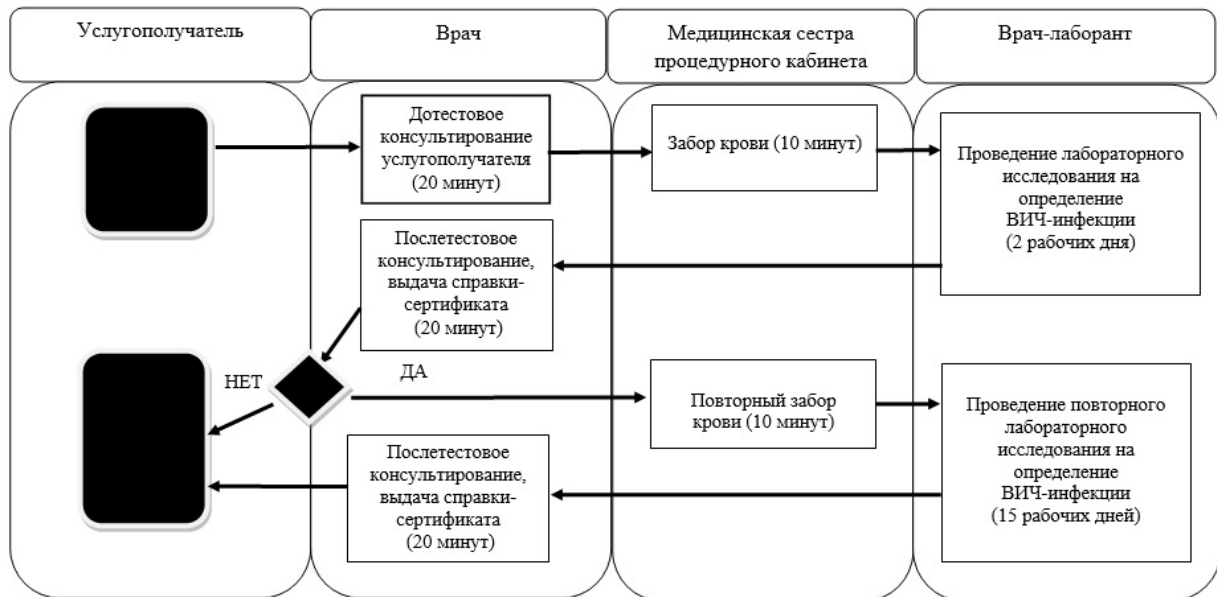 Услугополучатель
Врач
Медицинская сестра
процедурного кабинета
Врач-лаборант
Дотестовое
консультирование
услугополучателя
(20 минут)
Забор крови (10 минут)
Проведение лабораторного
исследования на
определение
ВИЧ-инфекции
(2 рабочих дня)
Послетестовое
консультирование,
выдача справки-
сертификата
(20 минут)
НЕТ
ДА
Повторный забор
крови (10 минут)
Проведение повторного
лабораторного
исследования на
определение
ВИЧ-инфекции
(15 рабочих дней)
Послетестовое
консультирование,
выдача справки-
сертификата
(20 минут)